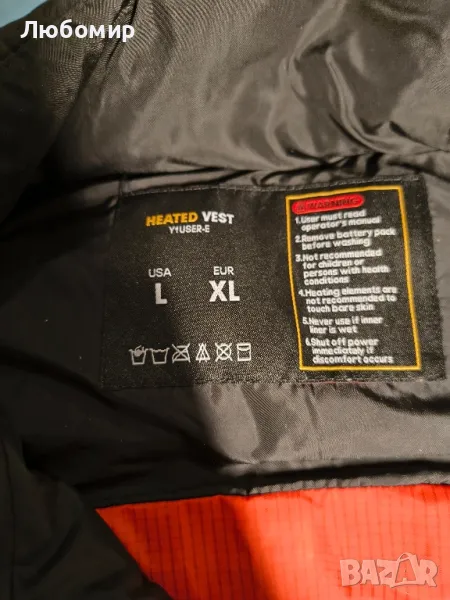 Любомир
HEATED VEST
YYUSER-E
USA
EUR
L
XL
WARNING
1.User must read
operator's manual
2.Remove battery pack
before washing
3.Not recommended
for children or
persons with health
conditions
4.Heating elements are
not recommended to
touch bare skin
5.Never use if inner
liner is wet
6.Shut off power
immediately if
discomfort occurs
BAZAR